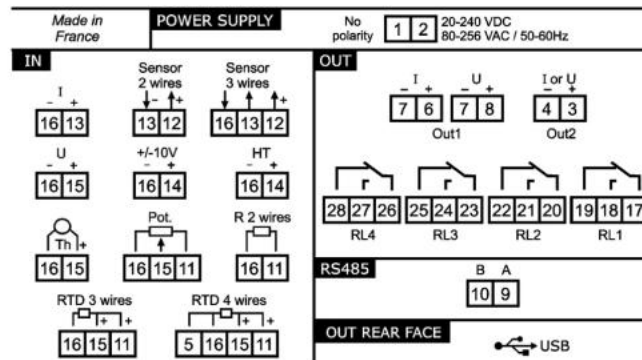 Made in France
POWER SUPPLY
No polarity
1 2
20-240 VDC
80-256 VAC / 50-60Hz
IN
I
- +
16 13
Sensor
2 wires
- +
13 12
Sensor
3 wires
+
16 13 12
U
- +
16 15
+/-10V
- +
16 14
HT
- +
16 14
Th +
16 15
Pot.
16 15 11
R 2 wires
16 11
RTD 3 wires
+ +
16 15 11
RTD 4 wires
+ +
5 16 15 11
OUT
I
- +
7 6
U
- +
7 8
Out1
I or U
- +
4 3
Out2
28 27 26
RL4
25 24 23
RL3
22 21 20
RL2
19 18 17
RL1
RS485
B A
10 9
OUT REAR FACE
USB